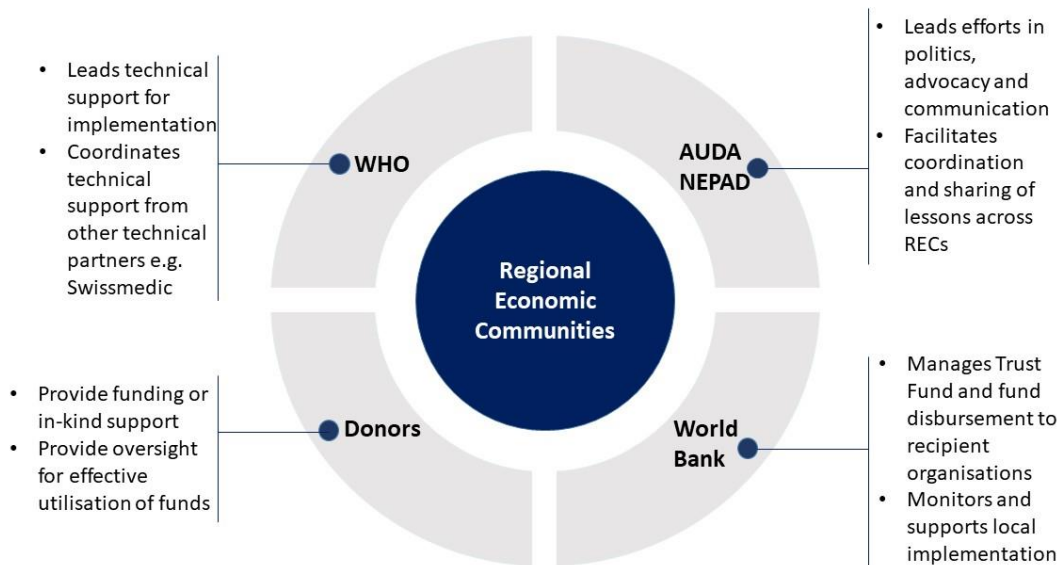 • Leads technical
support for
implementation
• Coordinates
technical
support from
other technical
partners e.g.
Swissmedic
WHO
AUDA
NEPAD
• Leads efforts in
politics,
advocacy and
communication
• Facilitates
coordination
and sharing of
lessons across
RECs
Regional
Economic
Communities
• Provide funding or
in-kind support
• Provide oversight
for effective
utilisation of funds
Donors
World
Bank
• Manages Trust
Fund and fund
disbursement to
recipient
organisations
• Monitors and
supports local
implementation